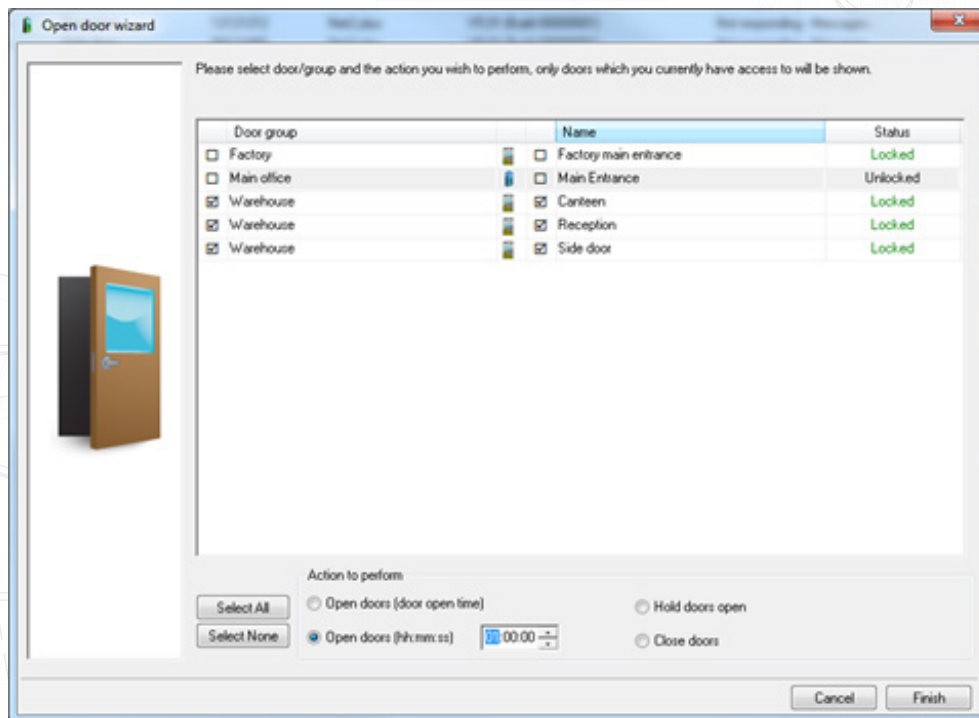 Open door wizard
Please select door/group and the action you wish to perform, only doors which you currently have access to will be shown.
Door group Name Status
Factory Factory main entrance Locked
Main office Main Entrance Unlocked
Warehouse Canteen Locked
Warehouse Reception Locked
Warehouse Side door Locked
Action to perform
Select All Open doors (door open time) Hold doors open
Select None Open doors (hh:mm:ss) 01:00:00 Close doors
Cancel Finish